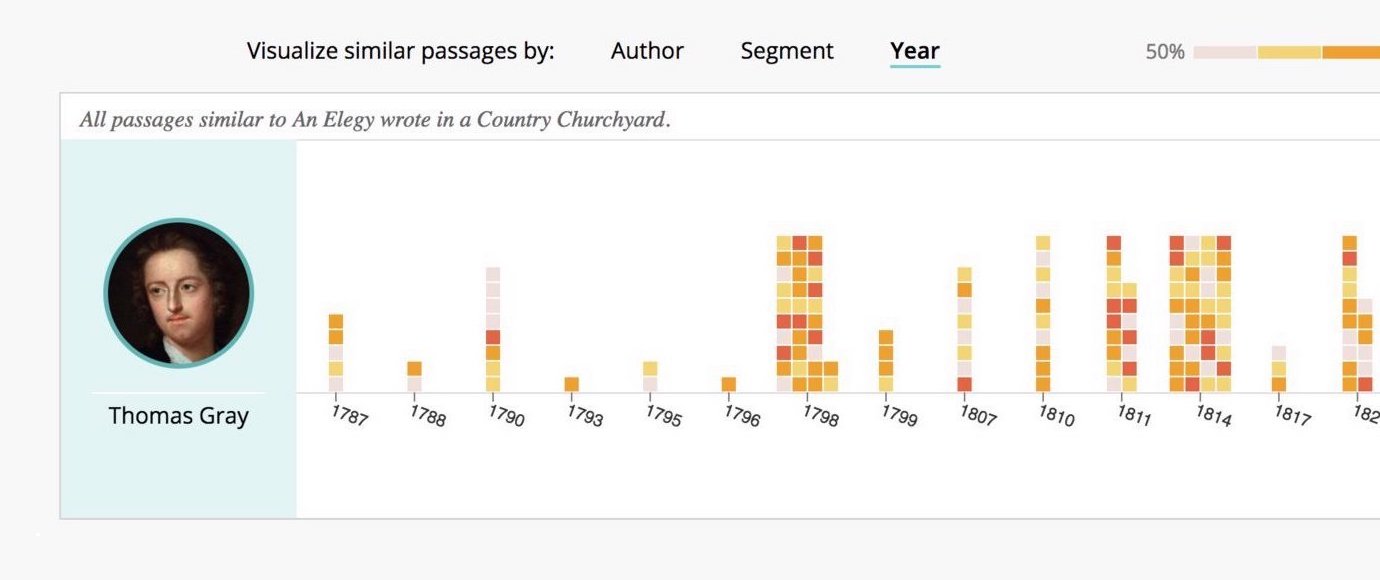 Visualize similar passages by: Author Segment Year 50%
All passages similar to An Elegy wrote in a Country Churchyard.
Thomas Gray
1787 1788 1790 1793 1795 1796 1798 1799 1807 1810 1811 1814 1817 182